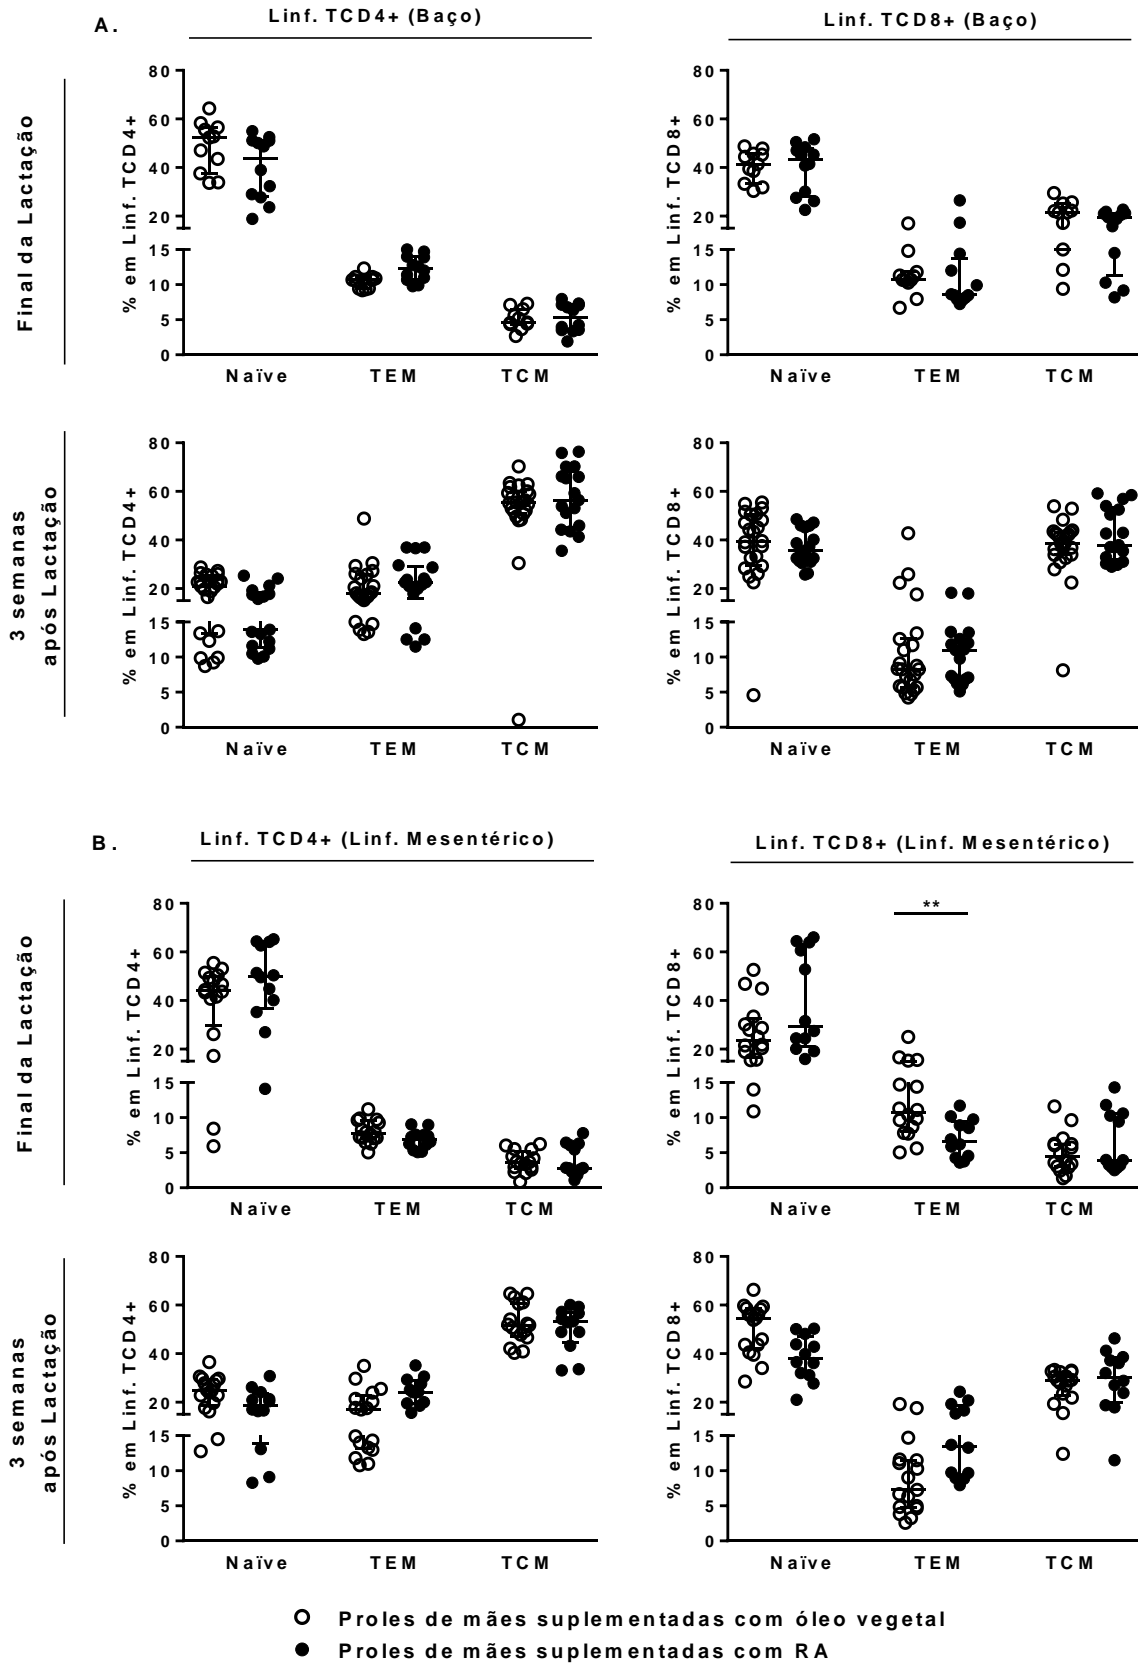 A.
Linf. TCD4+ (Baço)
Linf. TCD8+ (Baço)
Final da Lactação
% em Linf. TCD4+
80
60
40
20
15
10
5
0
Naïve TEM TCM
% em Linf. TCD8+
80
60
40
20
15
10
5
0
Naïve TEM TCM
3 semanas
após Lactação
% em Linf. TCD4+
80
60
40
20
15
10
5
0
Naïve TEM TCM
% em Linf. TCD8+
80
60
40
20
15
10
5
0
Naïve TEM TCM
B.
Linf. TCD4+ (Linf. Mesentérico)
Linf. TCD8+ (Linf. Mesentérico)
Final da Lactação
% em Linf. TCD4+
80
60
40
20
15
10
5
0
Naïve TEM TCM
% em Linf. TCD8+
80
60
40
20
15
10
5
0
**
Naïve TEM TCM
3 semanas
após Lactação
% em Linf. TCD4+
80
60
40
20
15
10
5
0
Naïve TEM TCM
% em Linf. TCD8+
80
60
40
20
15
10
5
0
Naïve TEM TCM
Proles de mães suplementadas com óleo vegetal
Proles de mães suplementadas com RA